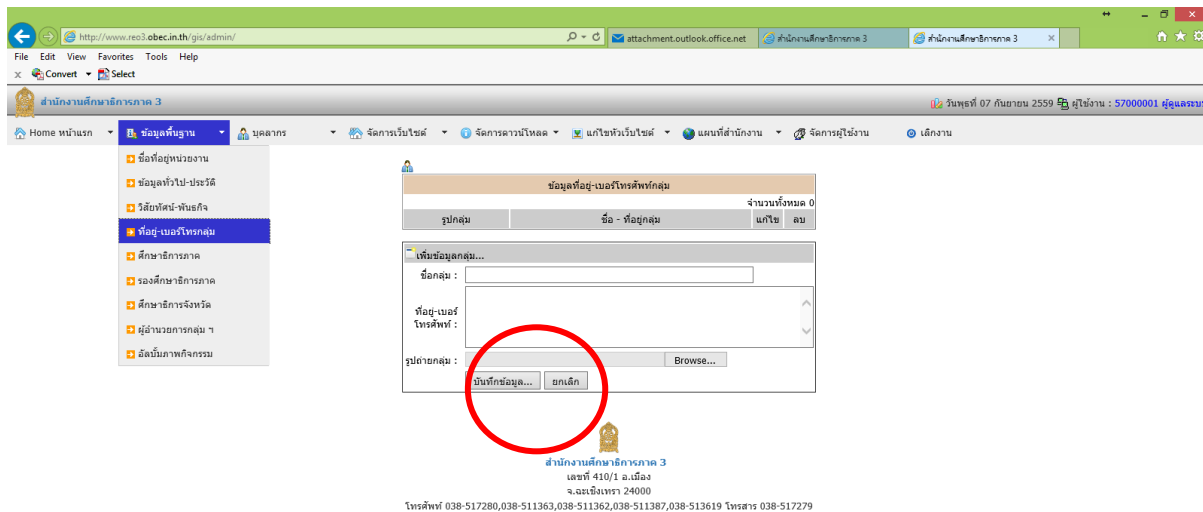 http://www.reo3.obec.in.th/gis/admin/
attachment.outlook.office.net
สำนักงานศึกษาธิการภาค 3
สำนักงานศึกษาธิการภาค 3
File Edit View Favorites Tools Help
x Convert Select
สำนักงานศึกษาธิการภาค 3
วันพุธที่ 07 กันยายน 2559 ผู้ใช้งาน : 57000001 ผู้ดูแลระบบ
Home หน้าแรก ข้อมูลพื้นฐาน บุคลากร จัดการเว็บไซต์ จัดการดาวน์โหลด แก้ไขหัวเว็บไซต์ แผนที่สำนักงาน จัดการผู้ใช้งาน เลิกงาน
ชื่อที่อยู่หน่วยงาน
ข้อมูลทั่วไป-ประวัติ
วิสัยทัศน์-พันธกิจ
ที่อยู่-เบอร์โทรกลุ่ม
ศึกษาธิการภาค
รองศึกษาธิการภาค
ศึกษาธิการจังหวัด
ผู้อำนวยการกลุ่ม ฯ
อัลบั้มภาพกิจกรรม
ข้อมูลที่อยู่-เบอร์โทรศัพท์กลุ่ม
จำนวนทั้งหมด 0
รูปกลุ่ม ชื่อ - ที่อยู่กลุ่ม แก้ไข ลบ
เพิ่มข้อมูลกลุ่ม...
ชื่อกลุ่ม :
ที่อยู่-เบอร์
โทรศัพท์ :
รูปถ่ายกลุ่ม : Browse...
บันทึกข้อมูล... ยกเลิก
สำนักงานศึกษาธิการภาค 3
เลขที่ 410/1 อ.เมือง
จ.ฉะเชิงเทรา 24000
โทรศัพท์ 038-517280,038-511363,038-511362,038-511387,038-513619 โทรสาร 038-517279